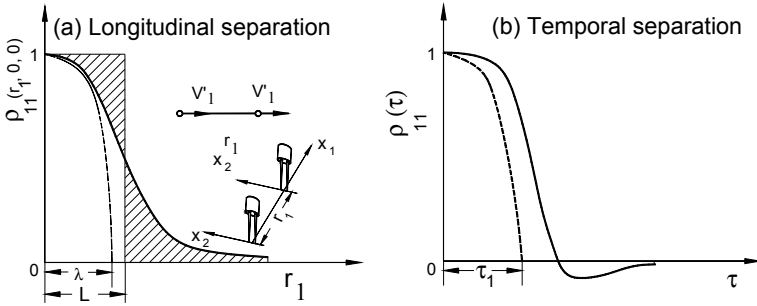 (a) Longitudinal separation
1
ρ11(r1, 0, 0)
V'1 V'1
x1
r1
x2
r1
x2
0
λ
L
r1
(b) Temporal separation
1
ρ11(τ)
0
τ1
τ